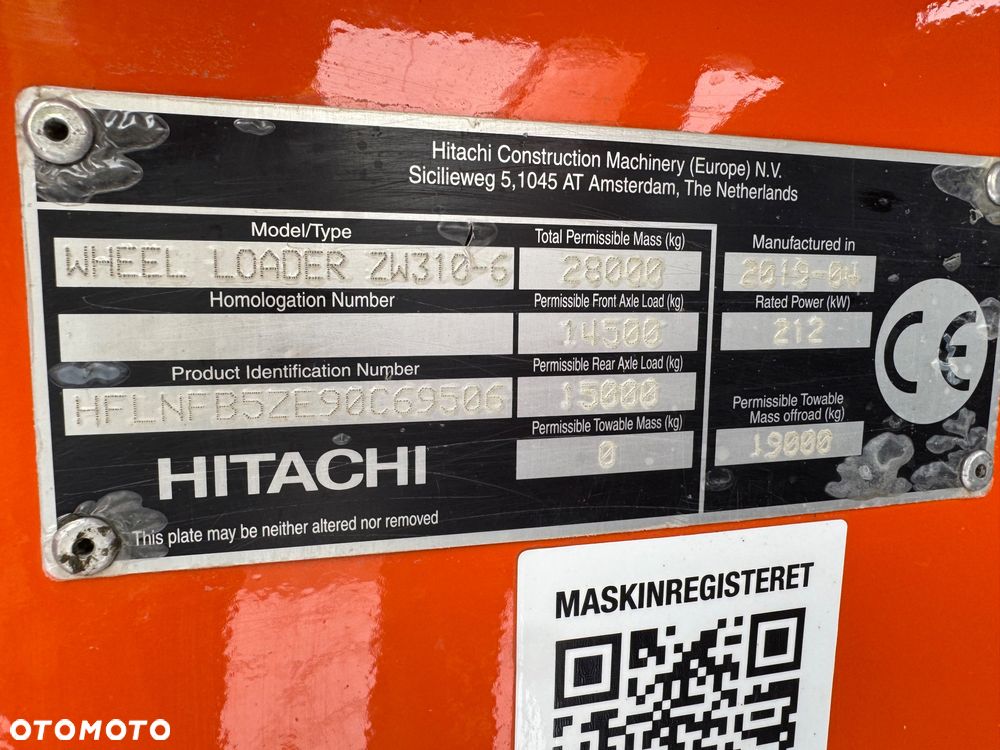 Hitachi Construction Machinery (Europe) N.V.
Sicilieweg 5,1045 AT Amsterdam, The Netherlands
Model/Type
WHEEL LOADER ZW310-6
Homologation Number
Product Identification Number
HFLNFB5ZE90C69506
HITACHI
This plate may be neither altered nor removed
Total Permissible Mass (kg)
28000
Permissible Front Axle Load (kg)
14500
Permissible Rear Axle Load (kg)
15000
Permissible Towable Mass (kg)
0
Manufactured in
2019-04
Rated Power (kW)
212
Permissible Towable
Mass offroad (kg)
19000
CE
MASKINREGISTERET
OTOMOTO